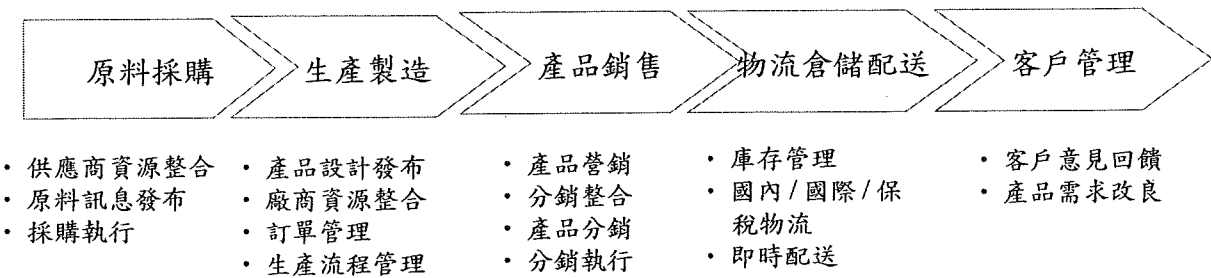 原料採購
生產製造
產品銷售
物流倉儲配送
客戶管理
・供應商資源整合
・原料訊息發布
・採購執行
・產品設計發布
・廠商資源整合
・訂單管理
・生產流程管理
・產品營銷
・分銷整合
・產品分銷
・分銷執行
・庫存管理
・國內/國際/保
稅物流
・即時配送
・客戶意見回饋
・產品需求改良